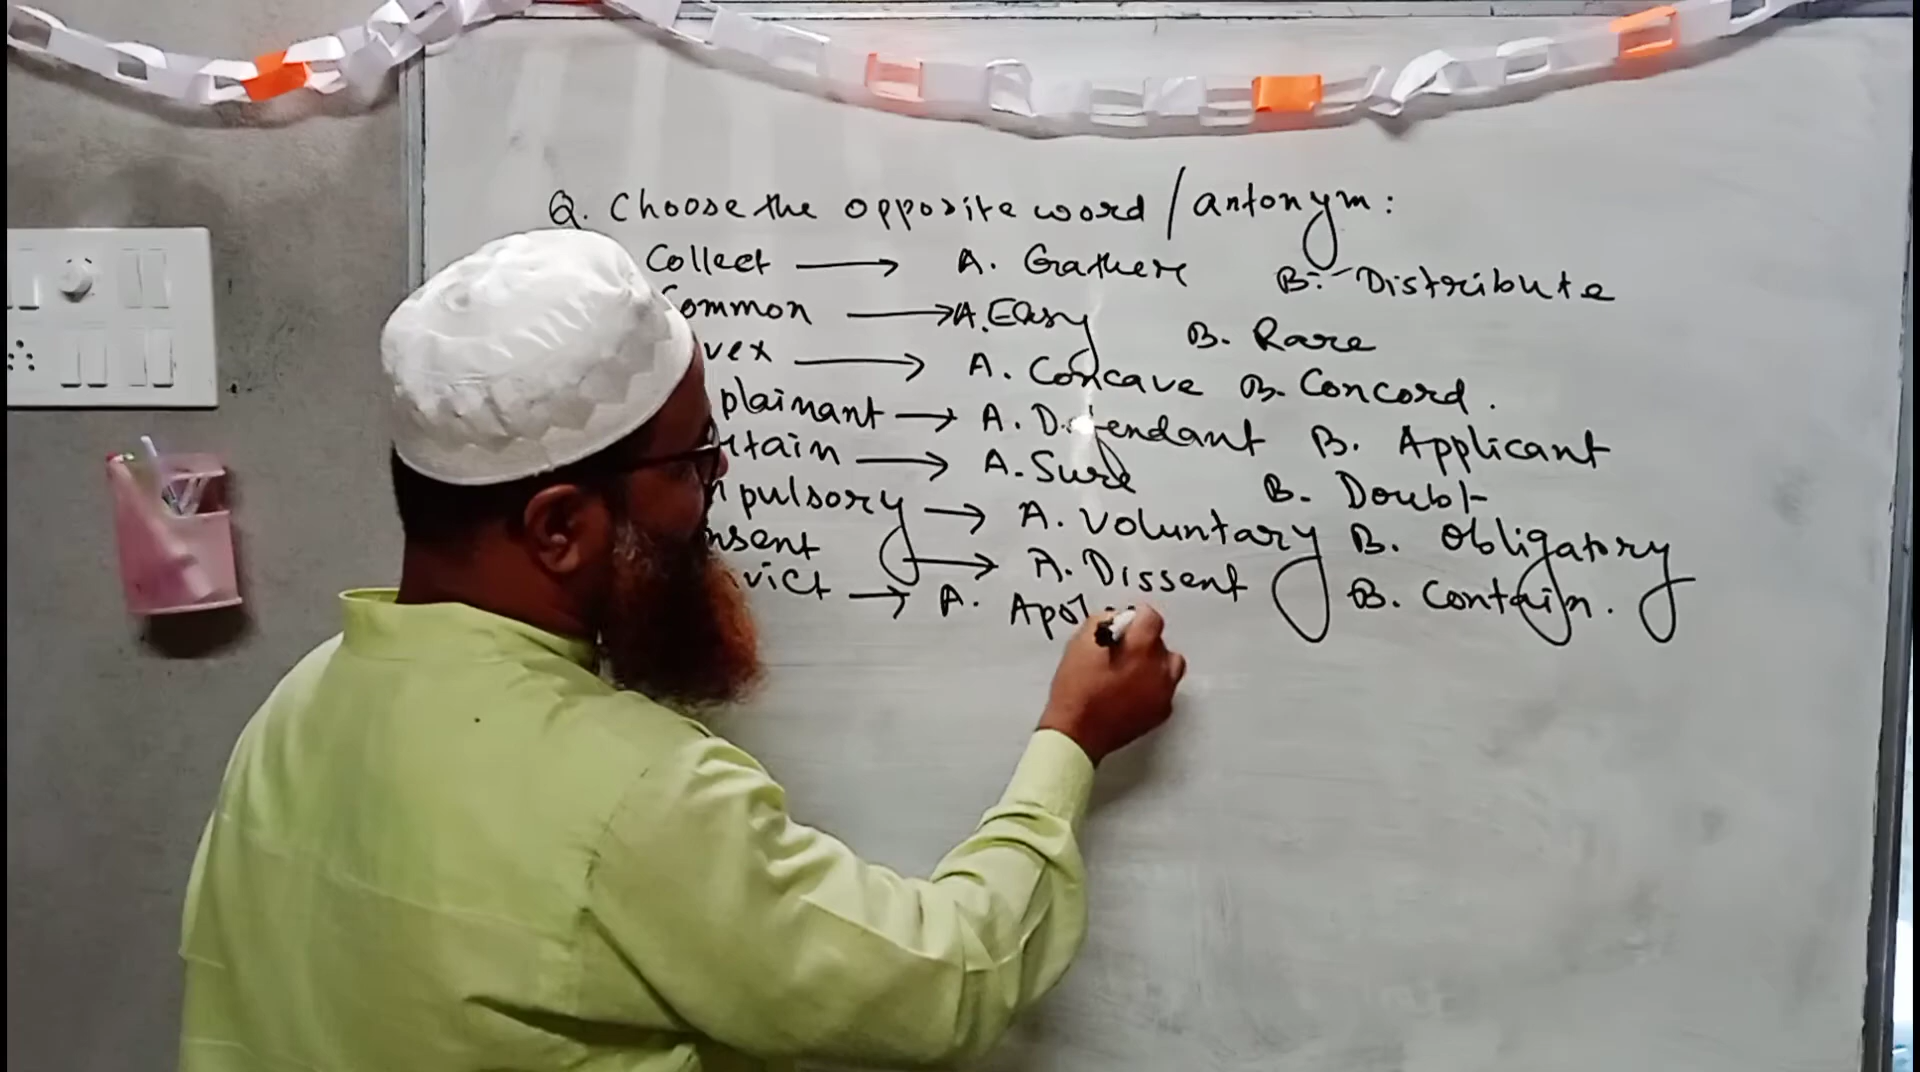 Q. Choose the opposite word / antonym:
Collect → A. Gather B. Distribute
Common → A. Easy B. Rare
vex → A. Concave B. Concord.
plainant → A. Defendant B. Applicant
tain → A. Sure B. Doubt
pulsory → A. Voluntary B. Obligatory
nsent → A. Dissent B. Contain.
vict → A. Apol